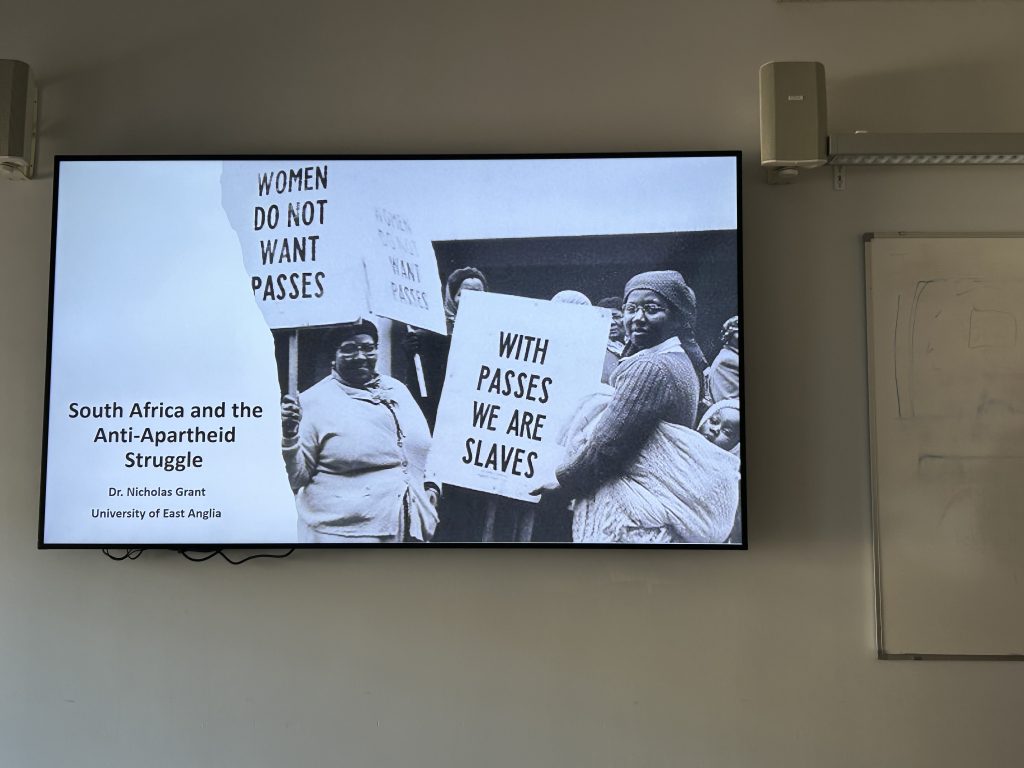 WOMEN
DO NOT
WANT
PASSES
WOMEN
DO NOT
WANT
PASSES
WITH
PASSES
WE ARE
SLAVES
South Africa and the
Anti-Apartheid
Struggle
Dr. Nicholas Grant
University of East Anglia